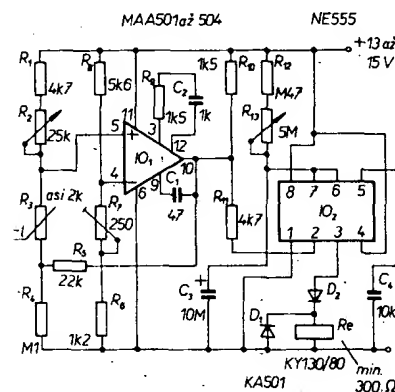 MAA501 až 504 NE555
+13 až
15 V
R1 R8 R9 C2 1k5 R10 R12
4k7 5k6 1k5 1k M47
R2 R13
25k 5M
11 3 12
5 + IO1 10
4 - 9 6
8 7 6 5
IO2
1 2 3 4
R3 asi 2k R7
-t 250
C1
47
R11
4k7
R5
22k
R4 R6
M1 1k2
C3 +
10M
D1 D2
Re
C4
10k
KY130/80
KA501
min.
300 Ω